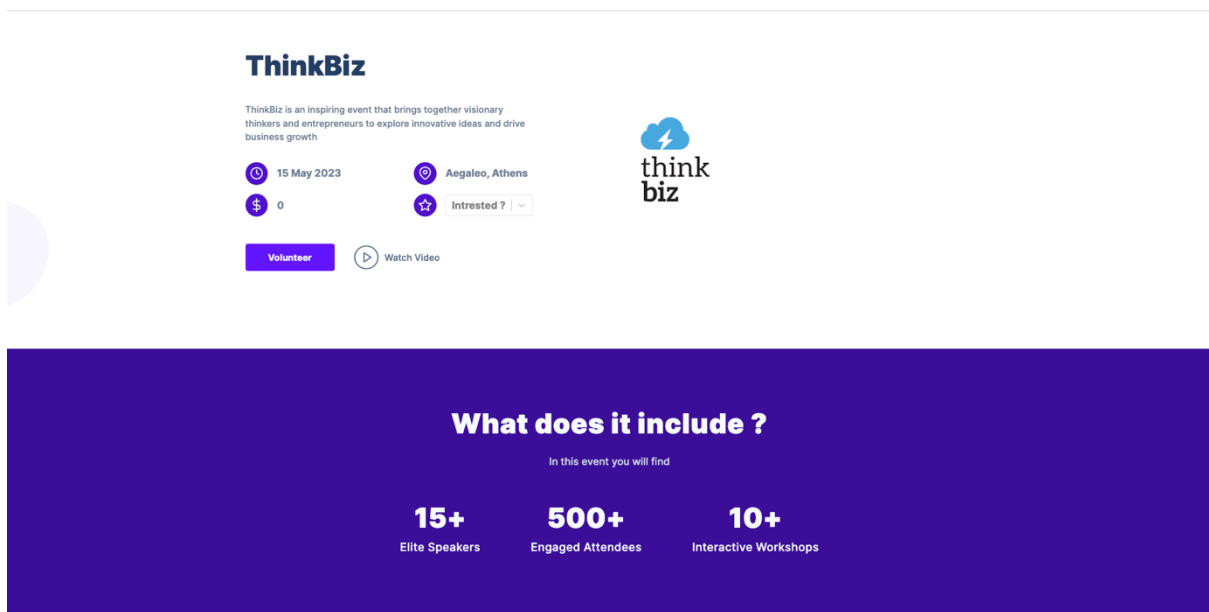 ThinkBiz
ThinkBiz is an inspiring event that brings together visionary
thinkers and entrepreneurs to explore innovative ideas and drive
business growth
15 May 2023
Aegaleo, Athens
$ 0
Intrested ?
Volunteer
Watch Video
think
biz
What does it include ?
In this event you will find
15+ 500+ 10+
Elite Speakers Engaged Attendees Interactive Workshops